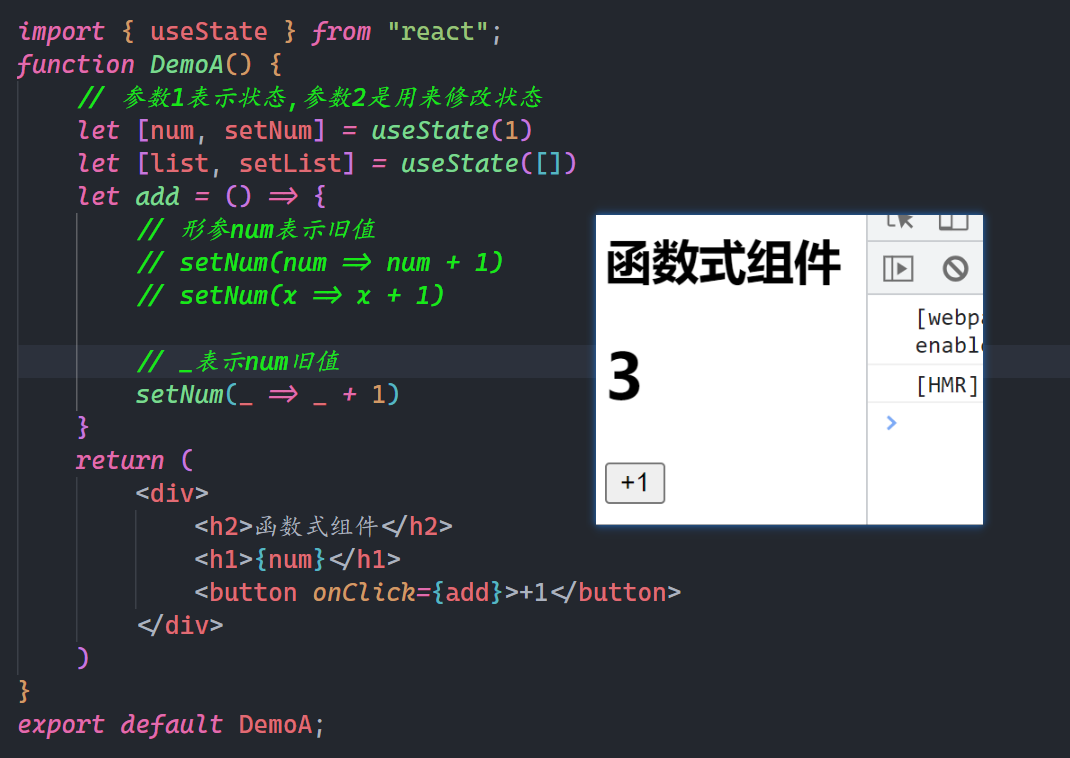 import { useState } from "react";
function DemoA() {
// 参数1表示状态,参数2是用来修改状态
let [num, setNum] = useState(1)
let [list, setList] = useState([])
let add = () => {
// 形参num表示旧值
// setNum(num => num + 1)
// setNum(x => x + 1)
// _表示num旧值
setNum(_ => _ + 1)
}
return (
<div>
<h2>函数式组件</h2>
<h1>{num}</h1>
<button onClick={add}>+1</button>
</div>
)
}
export default DemoA;
函数式组件
3
+1
[HMR]